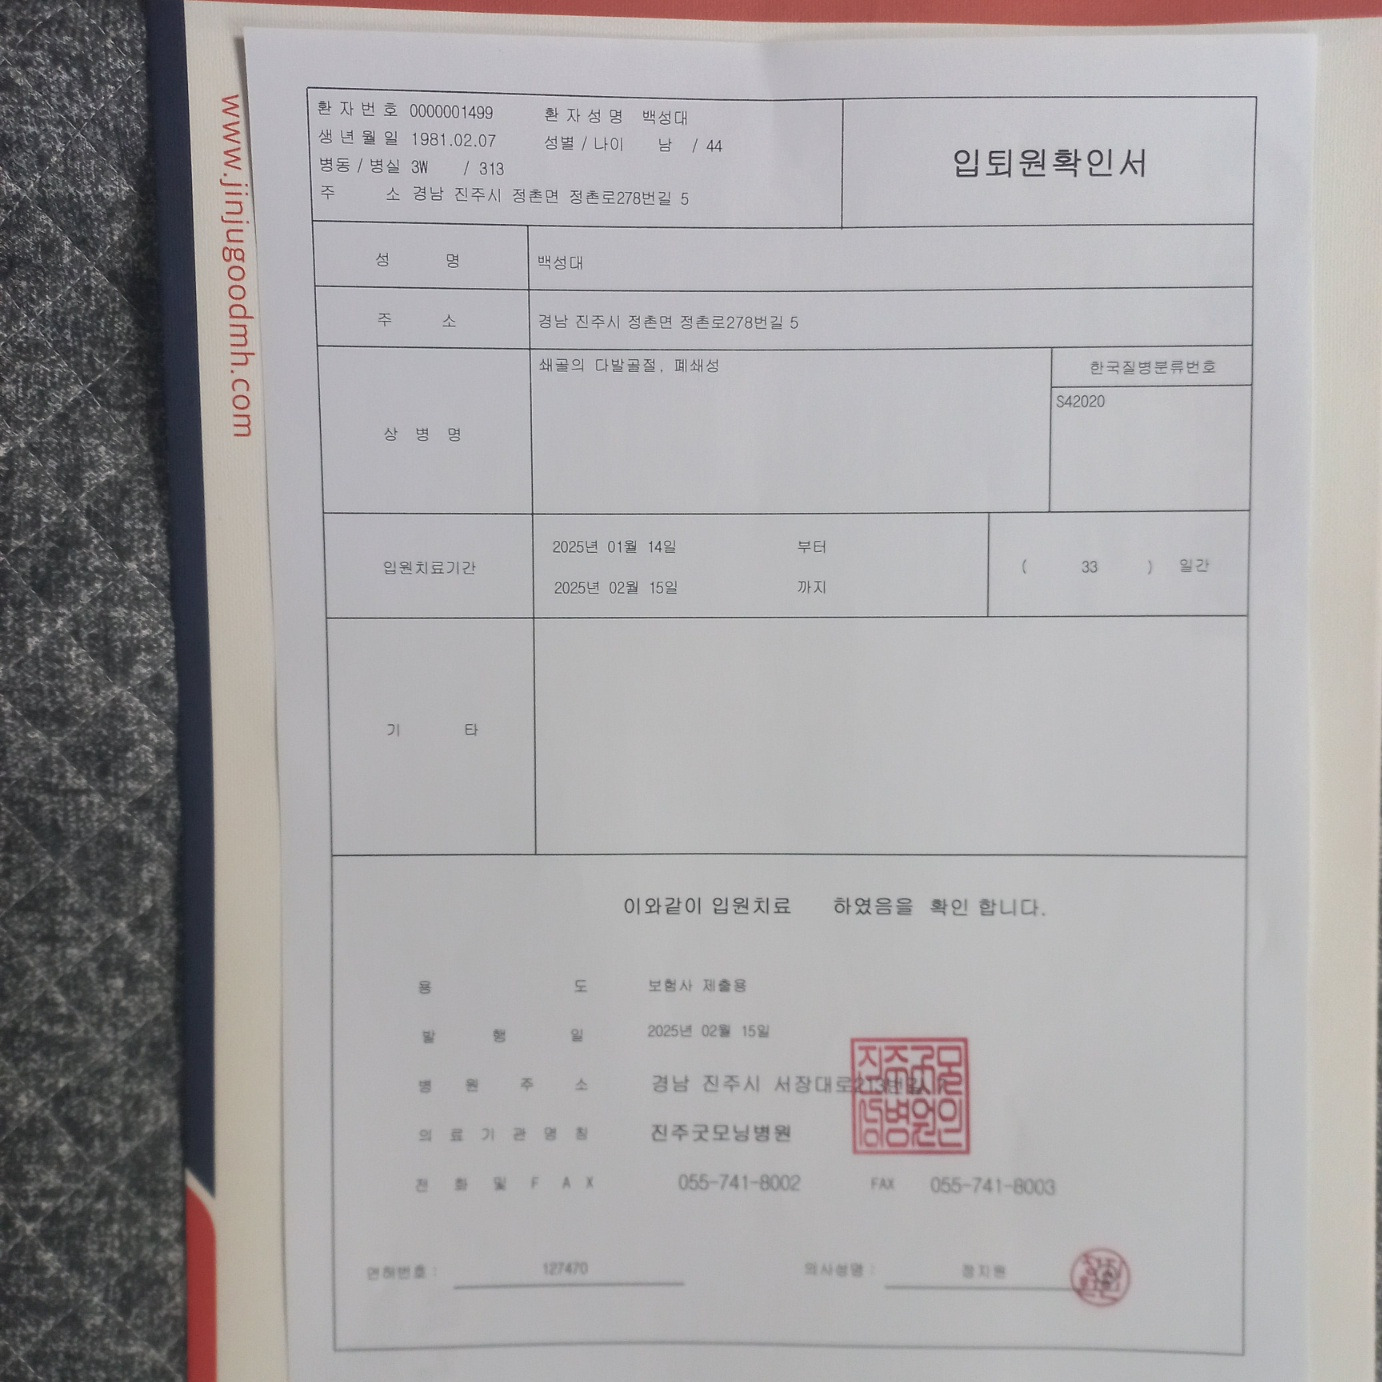 www.jinjugoodmh.com
환 자 번 호 0000001499 환 자 성 명 백성대
생 년 월 일 1981.02.07 성별 / 나이 남 / 44
병동 / 병실 3W / 313
주 소 경남 진주시 정촌면 정촌로278번길 5
입퇴원확인서
성 명 백성대
주 소 경남 진주시 정촌면 정촌로278번길 5
상 병 명 쇄골의 다발골절, 폐쇄성
한국질병분류번호
S42020
입원치료기간
2025년 01월 14일 부터
2025년 02월 15일 까지
( 33 ) 일간
기 타
이와같이 입원치료 하였음을 확인 합니다.
용 도 보험사 제출용
발 행 일 2025년 02월 15일
병 원 주 소 경남 진주시 서장대로213번길
의 료 기 관 명 칭 진주굿모닝병원
전 화 및 F A X 055-741-8002 FAX 055-741-8003
면허번호 : 127470 의사성명 : 정지원